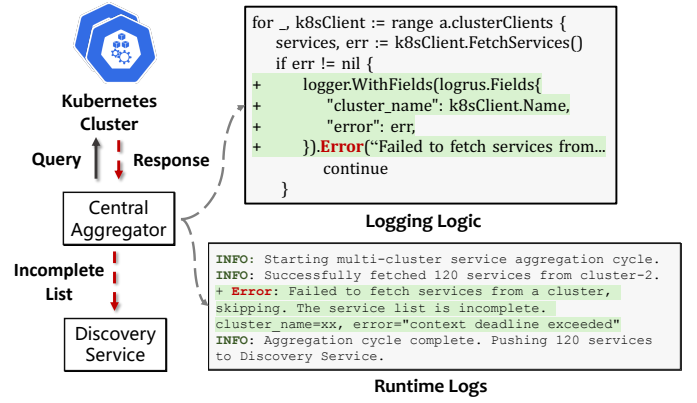 Kubernetes
Cluster
Query
Response
Central
Aggregator
Incomplete
List
Discovery
Service
for _, k8sClient := range a.clusterClients {
services, err := k8sClient.FetchServices()
if err != nil {
+ logger.WithFields(logrus.Fields{
+ "cluster_name": k8sClient.Name,
+ "error": err,
+ }).Error(“Failed to fetch services from...
continue
}
Logging Logic
INFO: Starting multi-cluster service aggregation cycle.
INFO: Successfully fetched 120 services from cluster-2.
+ Error: Failed to fetch services from a cluster,
skipping. The service list is incomplete.
cluster_name=xx, error="context deadline exceeded"
INFO: Aggregation cycle complete. Pushing 120 services
to Discovery Service.
Runtime Logs